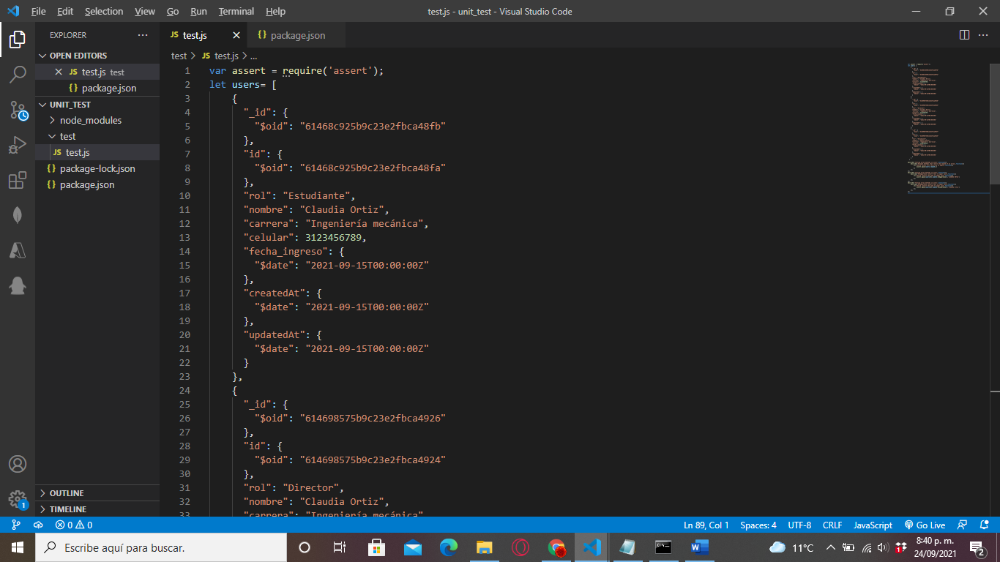 File Edit Selection View Go Run Terminal Help
test.js - unit_test - Visual Studio Code
EXPLORER
OPEN EDITORS
JS test.js test
{} package.json
UNIT_TEST
node_modules
test
JS test.js
{} package-lock.json
{} package.json
OUTLINE
TIMELINE
1
JS test.js
{} package.json
test > JS test.js > ...
1 var assert = require('assert');
2 let users= [
3 {
4 "_id": {
5 "$oid": "61468c925b9c23e2fbca48fb"
6 },
7 "id": {
8 "$oid": "61468c925b9c23e2fbca48fa"
9 },
10 "rol": "Estudiante",
11 "nombre": "Claudia Ortiz",
12 "carrera": "Ingeniería mecánica",
13 "celular": 3123456789,
14 "fecha_ingreso": {
15 "$date": "2021-09-15T00:00:00Z"
16 },
17 "createdAt": {
18 "$date": "2021-09-15T00:00:00Z"
19 },
20 "updatedAt": {
21 "$date": "2021-09-15T00:00:00Z"
22 }
23 },
24 {
25 "_id": {
26 "$oid": "614698575b9c23e2fbca4926"
27 },
28 "id": {
29 "$oid": "614698575b9c23e2fbca4924"
30 },
31 "rol": "Director",
32 "nombre": "Claudia Ortiz",
33 "carrera": "Ingeniería mecánica"
0 0
Ln 89, Col 1 Spaces: 4 UTF-8 CRLF JavaScript Go Live
Escribe aquí para buscar.
11°C
8:40 p. m.
24/09/2021
2